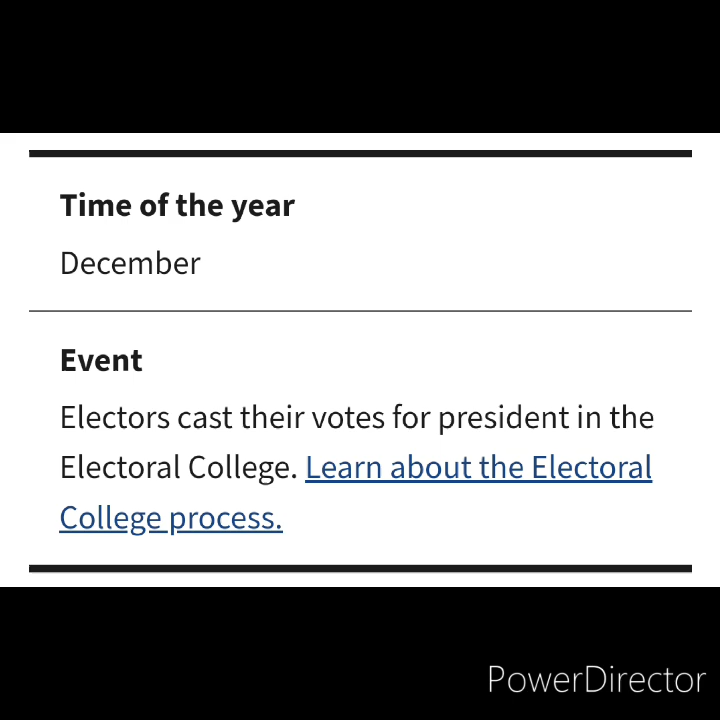 Time of the year
December
Event
Electors cast their votes for president in the
Electoral College. Learn about the Electoral
College process.
PowerDirector